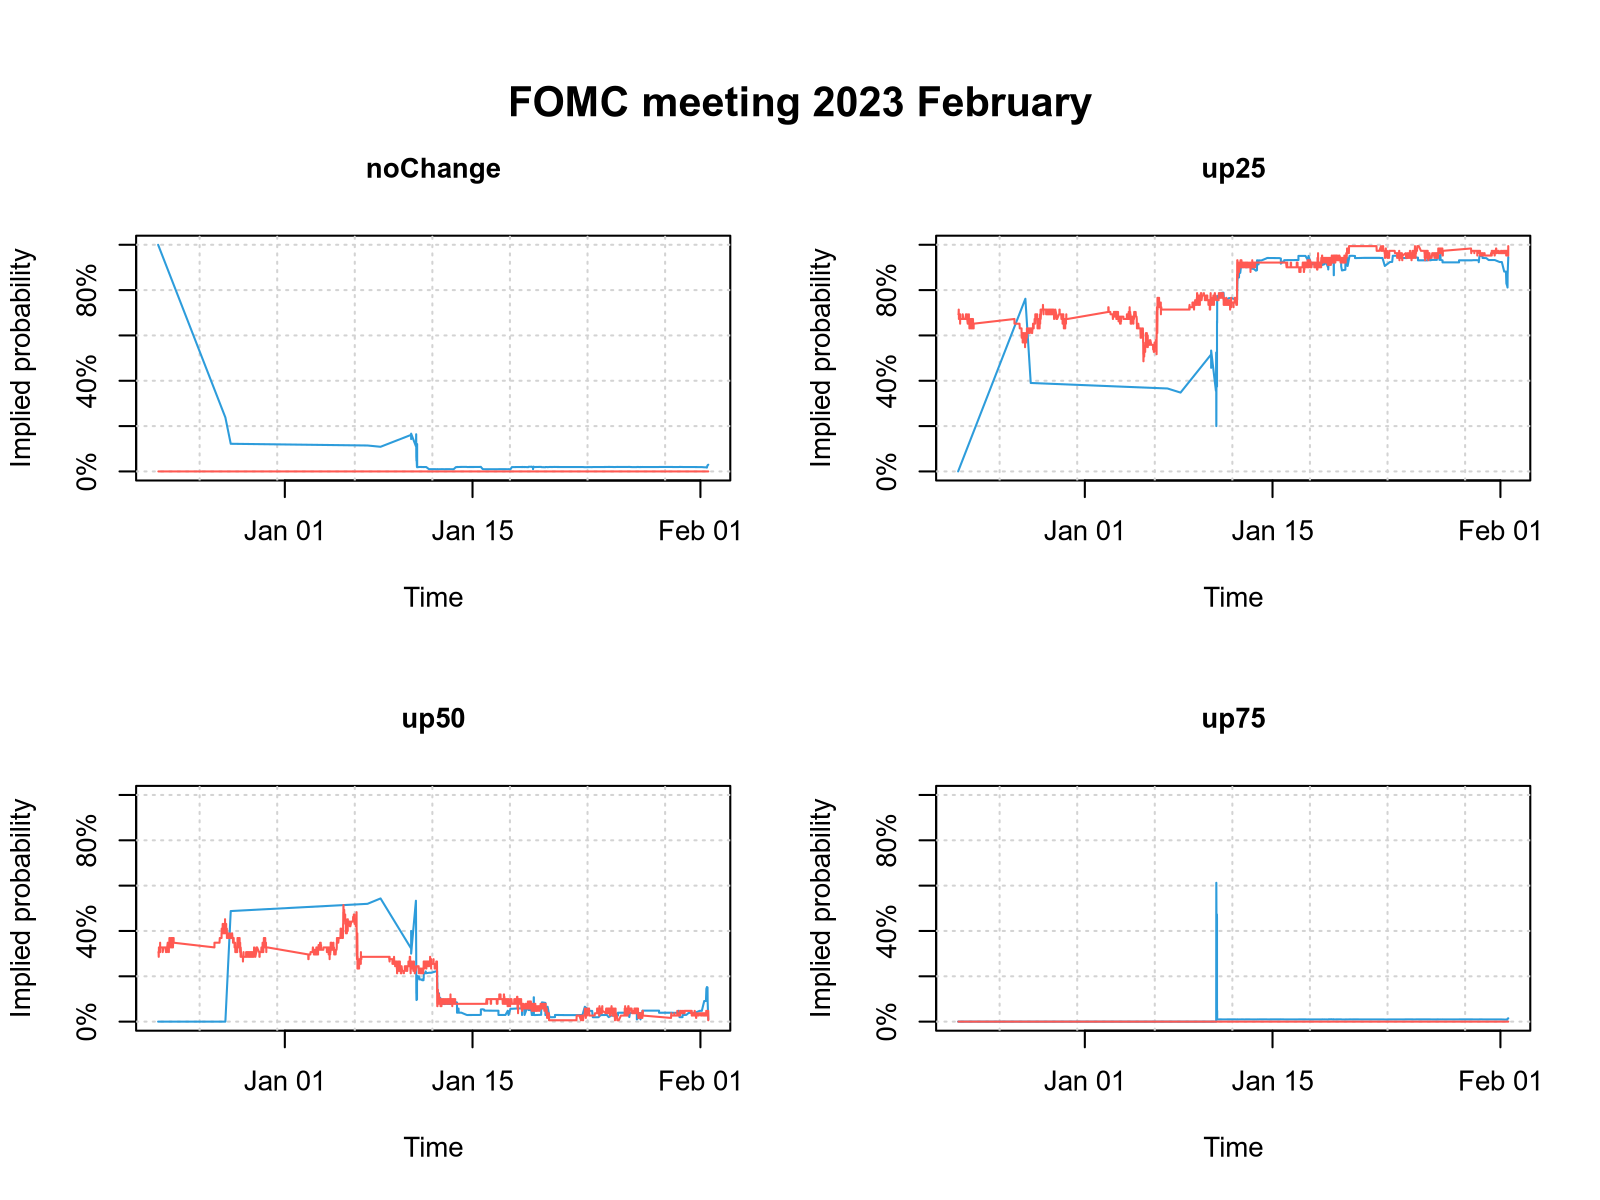 FOMC meeting 2023 February
noChange
Implied probability
0%
40%
80%
Jan 01
Jan 15
Feb 01
Time
up25
Implied probability
0%
40%
80%
Jan 01
Jan 15
Feb 01
Time
up50
Implied probability
0%
40%
80%
Jan 01
Jan 15
Feb 01
Time
up75
Implied probability
0%
40%
80%
Jan 01
Jan 15
Feb 01
Time